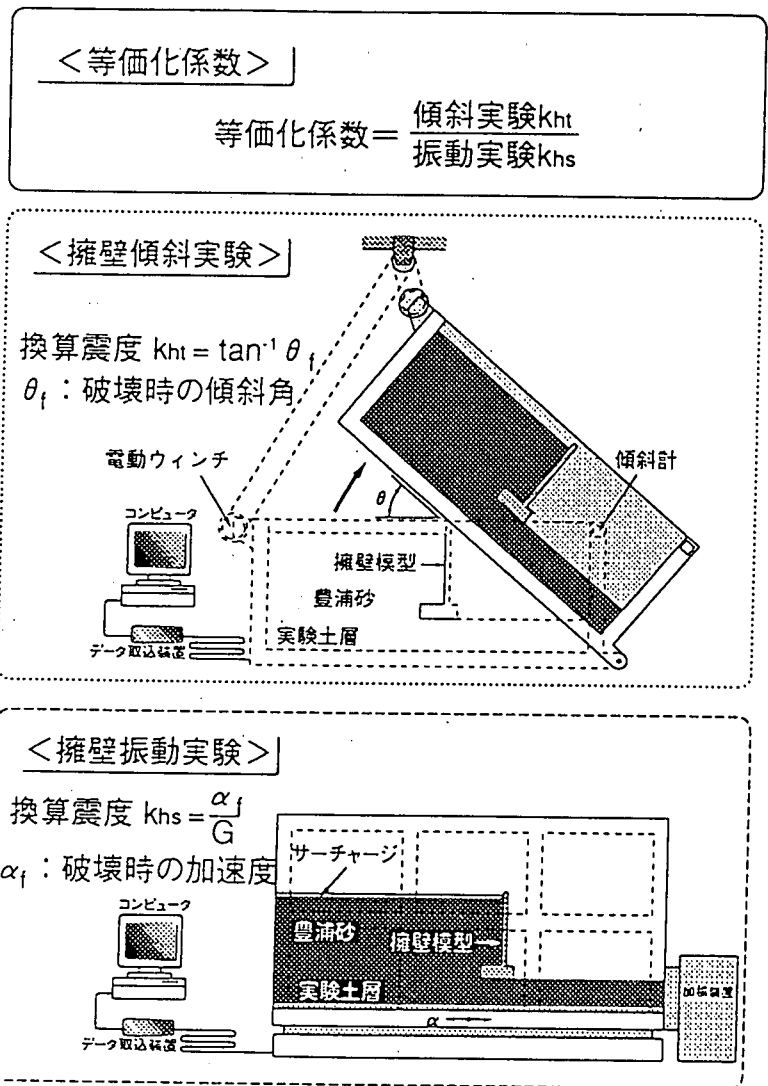 ＜等価化係数＞
等価化係数＝ 傾斜実験kht
振動実験khs
＜擁壁傾斜実験＞
換算震度 kht = tan⁻¹ θf
θf：破壊時の傾斜角
電動ウィンチ
傾斜計
θ
コンピュータ
擁壁模型
豊浦砂
実験土層
データ取込装置
＜擁壁振動実験＞
換算震度 khs = αf
G
αf：破壊時の加速度
サーチャージ
コンピュータ
豊浦砂
擁壁模型
実験土層
加振装置
α
データ取込装置